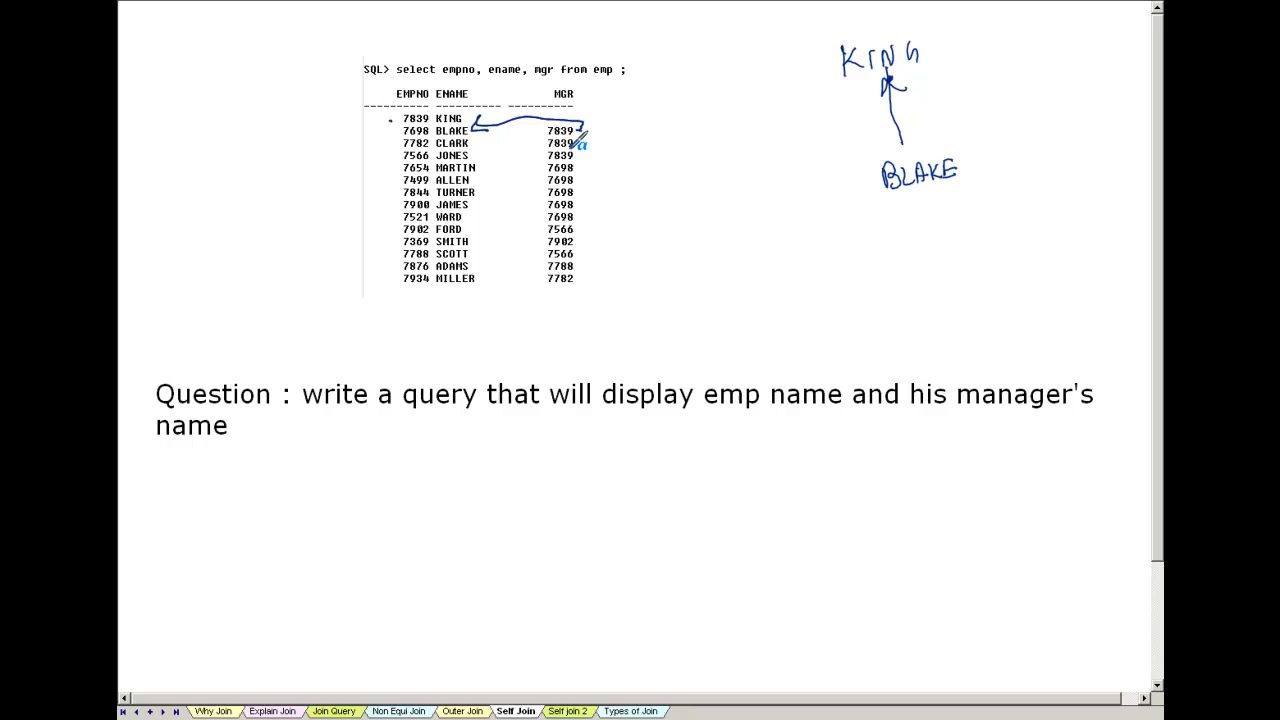 SQL> select empno, ename, mgr from emp ;
EMPNO ENAME MGR
---------- ---------- ----------
7839 KING
7698 BLAKE 7839
7782 CLARK 7839
7566 JONES 7839
7654 MARTIN 7698
7499 ALLEN 7698
7844 TURNER 7698
7900 JAMES 7698
7521 WARD 7698
7902 FORD 7566
7369 SMITH 7902
7788 SCOTT 7566
7876 ADAMS 7788
7934 MILLER 7782
KING
BLAKE
Question : write a query that will display emp name and his manager's
name
Why Join Explain Join Join Query Non Equi Join Outer Join Self Join Self join 2 Types of Join